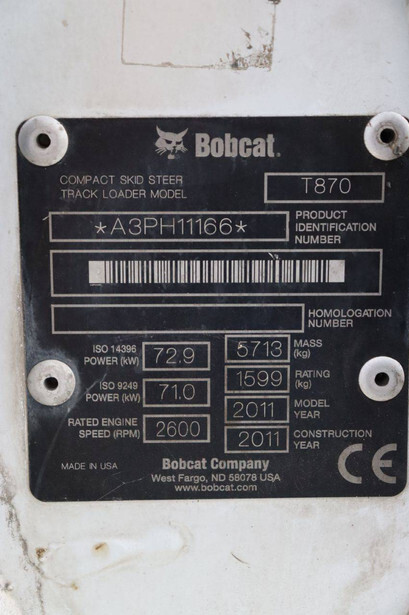 Bobcat.
COMPACT SKID STEER
TRACK LOADER MODEL
T870
*A3PH11166*
PRODUCT
IDENTIFICATION
NUMBER
HOMOLOGATION
NUMBER
ISO 14396
POWER (kW)
72.9
5713
MASS
(kg)
ISO 9249
POWER (kW)
71.0
1599
RATING
(kg)
2011
MODEL
YEAR
RATED ENGINE
SPEED (RPM)
2600
2011
CONSTRUCTION
YEAR
MADE IN USA
Bobcat Company
West Fargo, ND 58078 USA
www.bobcat.com
CE